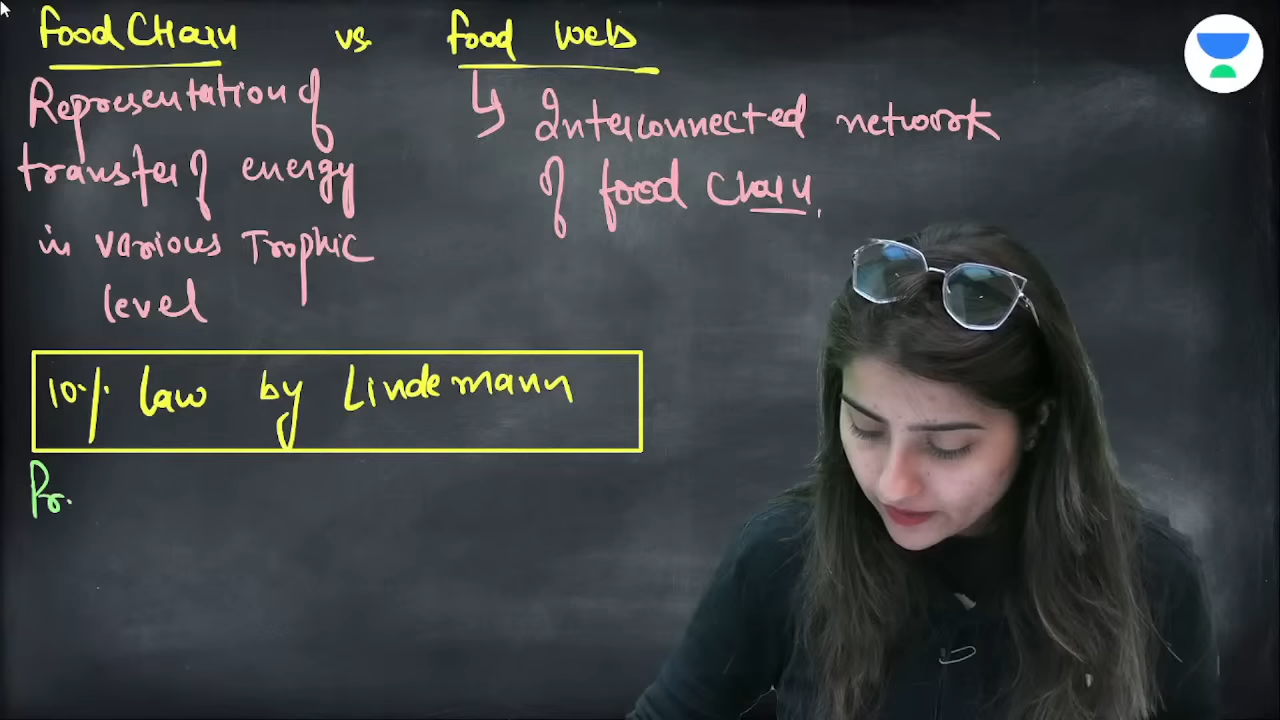 Food Chain vs. food web
Representation of
transfer of energy
in various Trophic
level
↳ Interconnected network
of food Chain.
10% law by Lindemann
Pr.